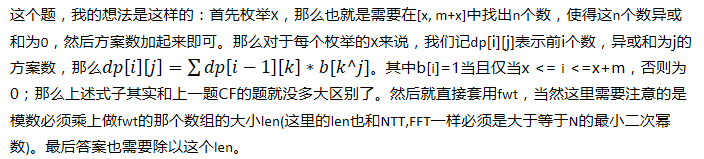 这个题，我的想法是这样的：首先枚举X，那么也就是需要在[x, m+x]中找出n个数，使得这n个数异或
和为0，然后方案数加起来即可。那么对于每个枚举的X来说，我们记dp[i][j]表示前i个数，异或和为j的
方案数，那么dp[i][j] = ∑ dp[i − 1][k] * b[k^j]。其中b[i]=1当且仅当x <= i <=x+m，否则为
0；那么上述式子其实和上一题CF的题就没多大区别了。然后就直接套用fwt，当然这里需要注意的是
模数必须乘上做fwt的那个数组的大小len(这里的len也和NTT,FFT一样必须是大于等于N的最小二次幂
数)。最后答案也需要除以这个len。